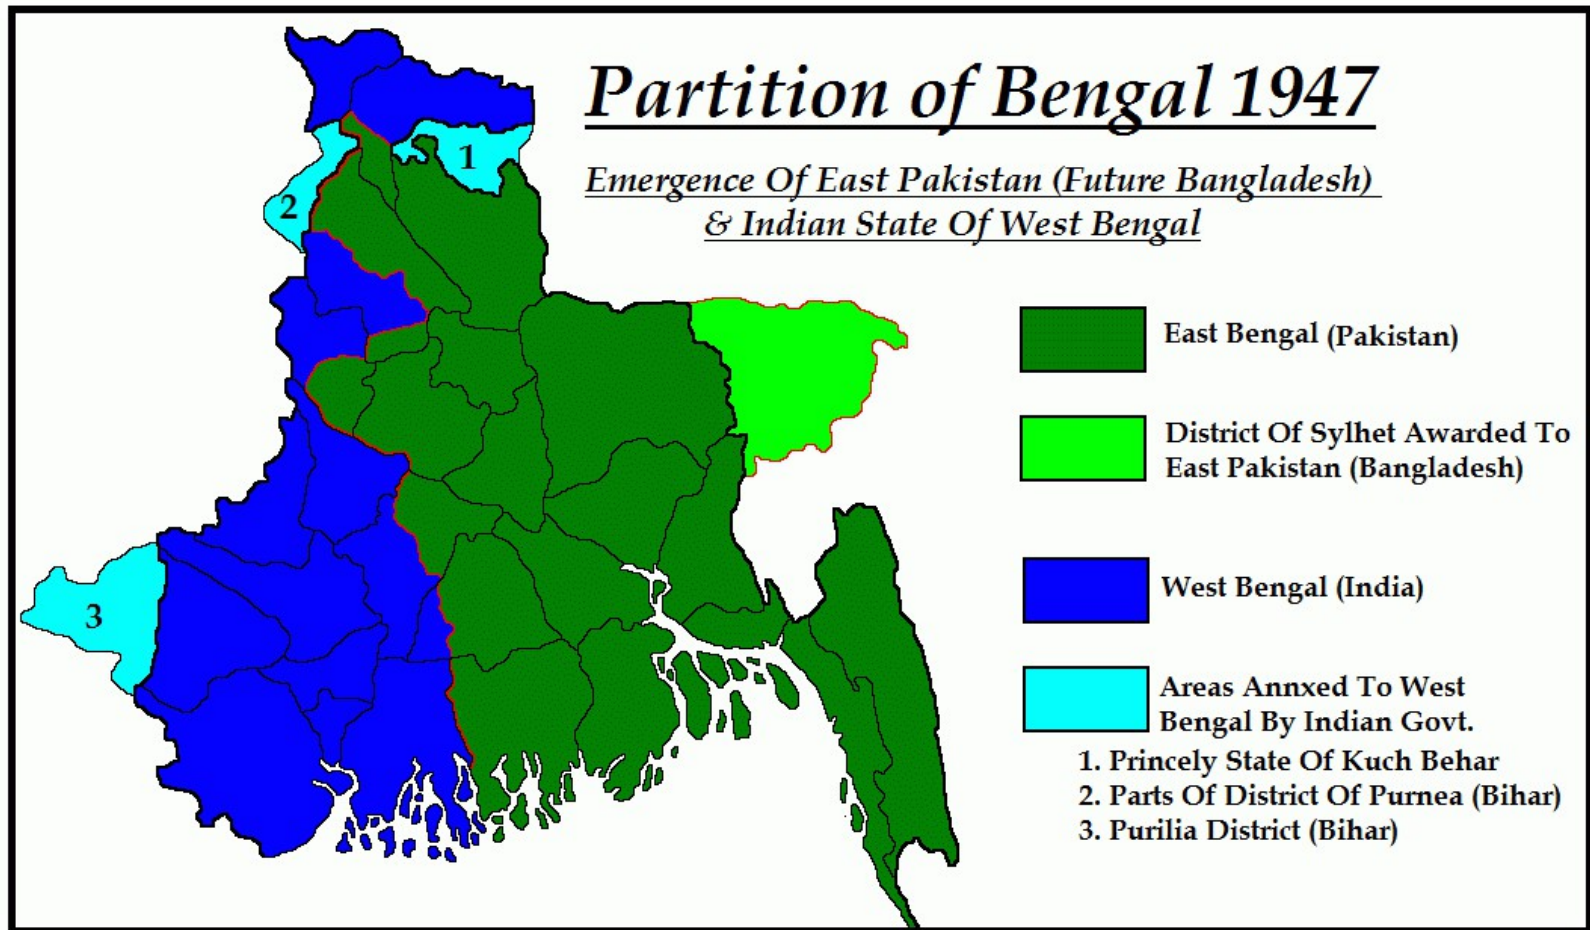 Partition of Bengal 1947
Emergence Of East Pakistan (Future Bangladesh)
& Indian State Of West Bengal
1
2
3
East Bengal (Pakistan)
District Of Sylhet Awarded To
East Pakistan (Bangladesh)
West Bengal (India)
Areas Annxed To West
Bengal By Indian Govt.
1. Princely State Of Kuch Behar
2. Parts Of District Of Purnea (Bihar)
3. Purilia District (Bihar)